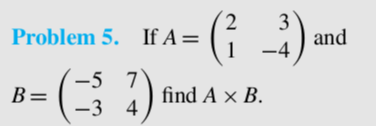 Problem 5. If A = ( 2 3 ) and
( 1 −4 )
B = ( −5 7 ) find A × B.
( −3 4 )